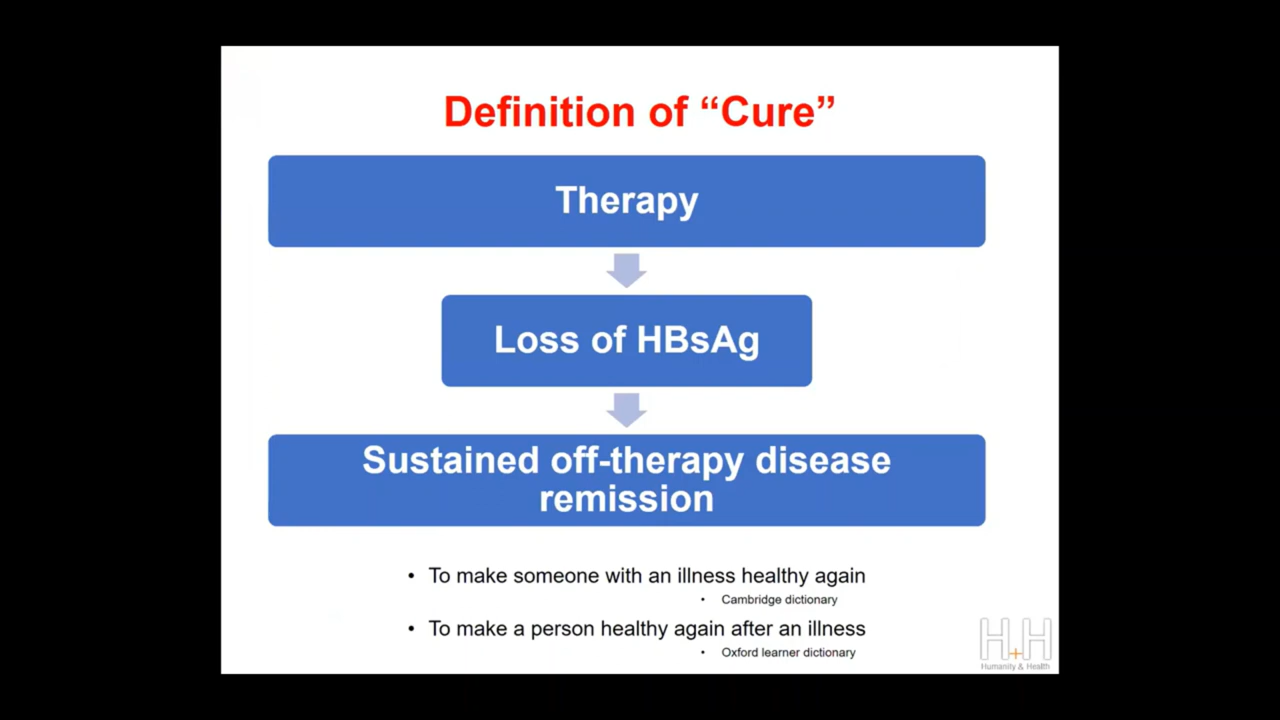 Definition of “Cure”
Therapy
Loss of HBsAg
Sustained off-therapy disease
remission
• To make someone with an illness healthy again
• Cambridge dictionary
• To make a person healthy again after an illness
• Oxford learner dictionary
H+H
Humanity & Health